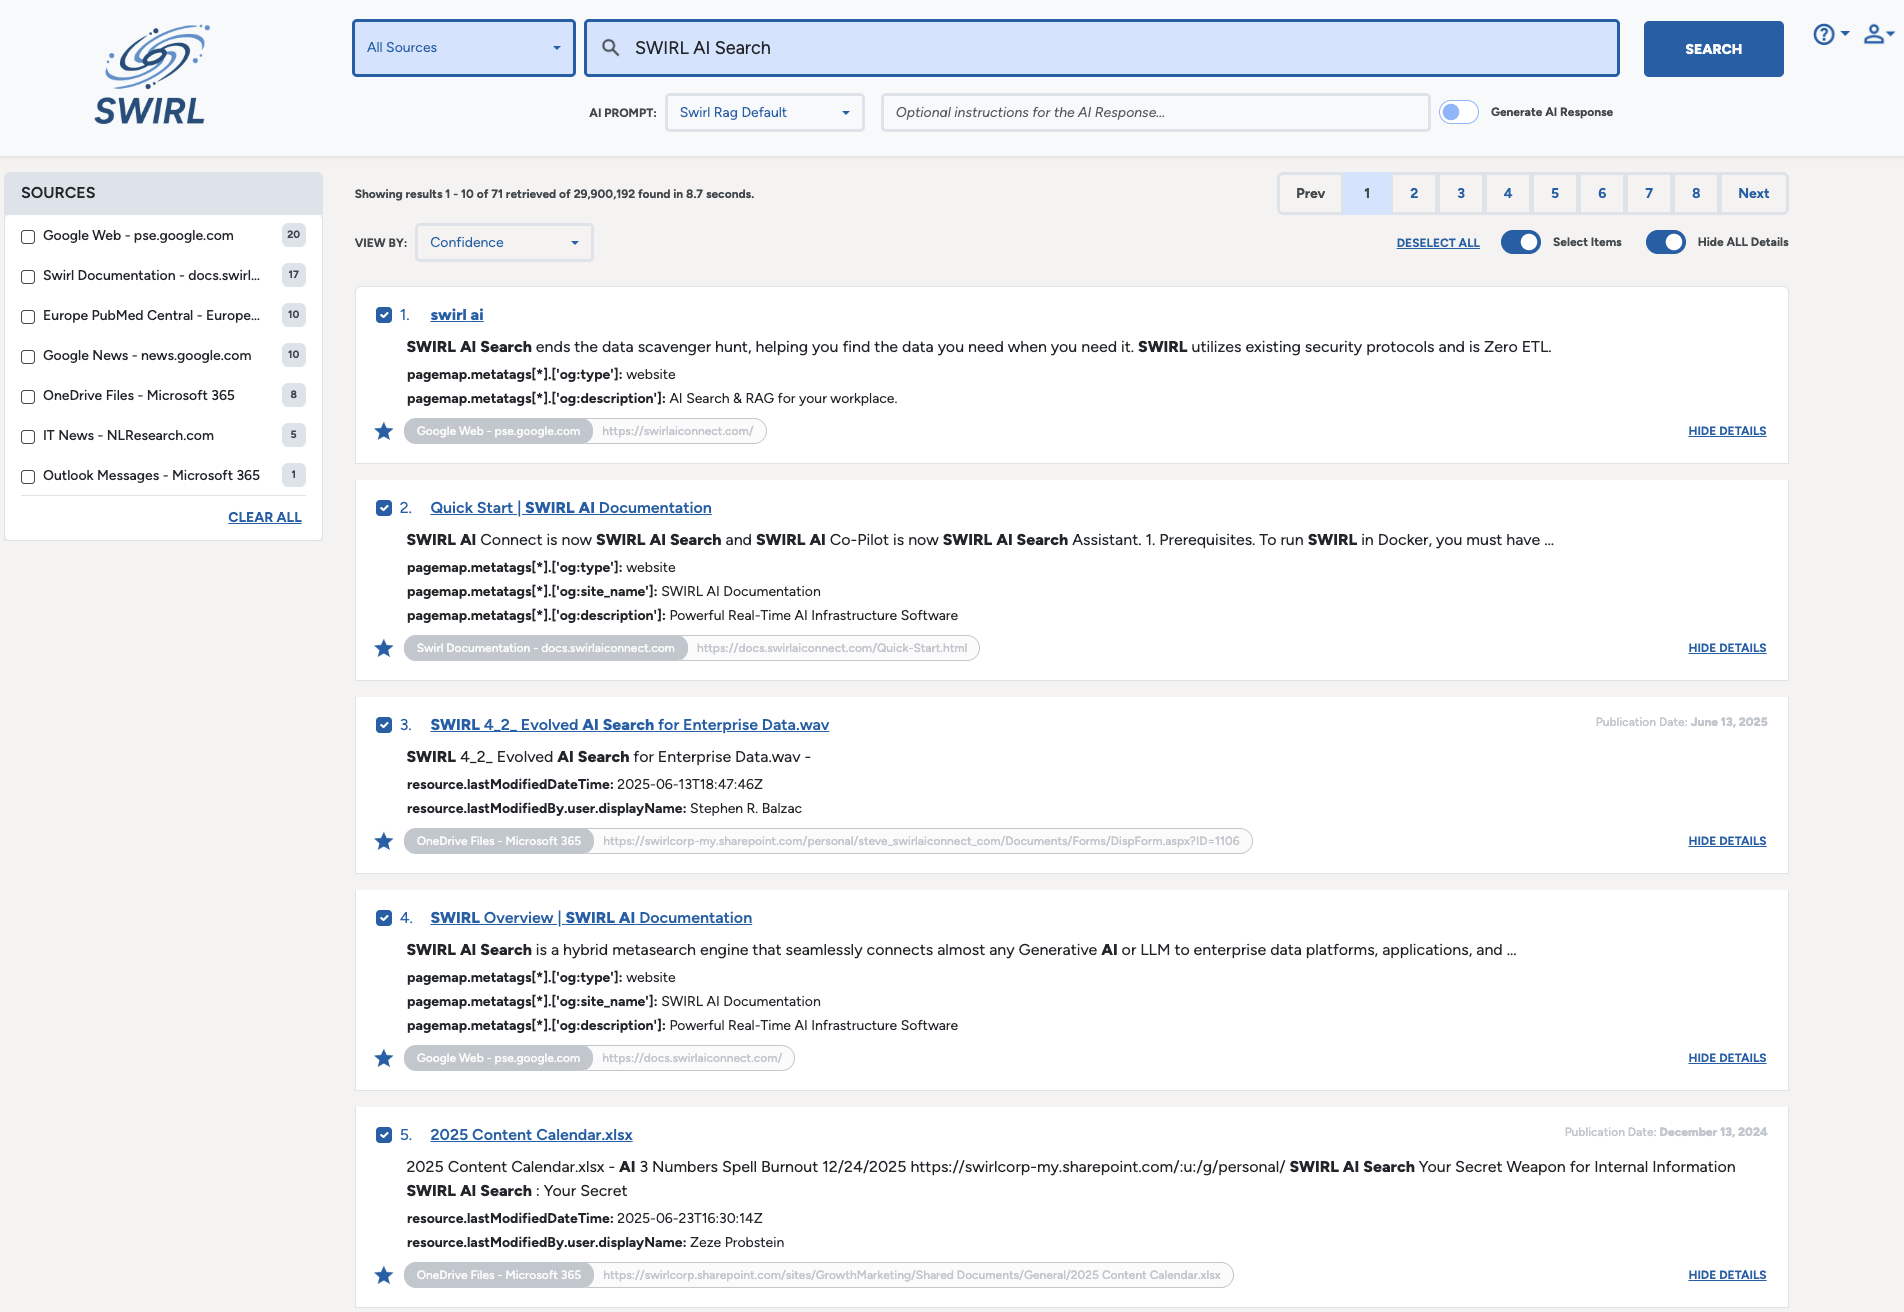 SWIRL
All Sources
SWIRL AI Search
SEARCH
AI PROMPT:
Swirl Rag Default
Optional instructions for the AI Response...
Generate AI Response
SOURCES
Google Web - pse.google.com 20
Swirl Documentation - docs.swirl... 17
Europe PubMed Central - Europe... 10
Google News - news.google.com 10
OneDrive Files - Microsoft 365 8
IT News - NLResearch.com 5
Outlook Messages - Microsoft 365 1
CLEAR ALL
Showing results 1 - 10 of 71 retrieved of 29,900,192 found in 8.7 seconds.
Prev 1 2 3 4 5 6 7 8 Next
VIEW BY: Confidence
DESELECT ALL Select Items Hide ALL Details
1. swirl ai
SWIRL AI Search ends the data scavenger hunt, helping you find the data you need when you need it. SWIRL utilizes existing security protocols and is Zero ETL.
pagemap.metatags[*].['og:type']: website
pagemap.metatags[*].['og:description']: AI Search & RAG for your workplace.
Google Web - pse.google.com https://swirlaiconnect.com/ HIDE DETAILS
2. Quick Start | SWIRL AI Documentation
SWIRL AI Connect is now SWIRL AI Search and SWIRL AI Co-Pilot is now SWIRL AI Search Assistant. 1. Prerequisites. To run SWIRL in Docker, you must have ...
pagemap.metatags[*].['og:type']: website
pagemap.metatags[*].['og:site_name']: SWIRL AI Documentation
pagemap.metatags[*].['og:description']: Powerful Real-Time AI Infrastructure Software
Swirl Documentation - docs.swirlaiconnect.com https://docs.swirlaiconnect.com/Quick-Start.html HIDE DETAILS
3. SWIRL 4_2_ Evolved AI Search for Enterprise Data.wav
Publication Date: June 13, 2025
SWIRL 4_2_ Evolved AI Search for Enterprise Data.wav -
resource.lastModifiedDateTime: 2025-06-13T18:47:46Z
resource.lastModifiedBy.user.displayName: Stephen R. Balzac
OneDrive Files - Microsoft 365 https://swirlcorp-my.sharepoint.com/personal/steve_swirlaiconnect_com/Documents/Forms/DispForm.aspx?ID=1106 HIDE DETAILS
4. SWIRL Overview | SWIRL AI Documentation
SWIRL AI Search is a hybrid metasearch engine that seamlessly connects almost any Generative AI or LLM to enterprise data platforms, applications, and ...
pagemap.metatags[*].['og:type']: website
pagemap.metatags[*].['og:site_name']: SWIRL AI Documentation
pagemap.metatags[*].['og:description']: Powerful Real-Time AI Infrastructure Software
Google Web - pse.google.com https://docs.swirlaiconnect.com/ HIDE DETAILS
5. 2025 Content Calendar.xlsx
Publication Date: December 13, 2024
2025 Content Calendar.xlsx - AI 3 Numbers Spell Burnout 12/24/2025 https://swirlcorp-my.sharepoint.com/:u:/g/personal/ SWIRL AI Search Your Secret Weapon for Internal Information
SWIRL AI Search : Your Secret
resource.lastModifiedDateTime: 2025-06-23T16:30:14Z
resource.lastModifiedBy.user.displayName: Zeze Probstein
OneDrive Files - Microsoft 365 https://swirlcorp.sharepoint.com/sites/GrowthMarketing/Shared Documents/General/2025 Content Calendar.xlsx HIDE DETAILS